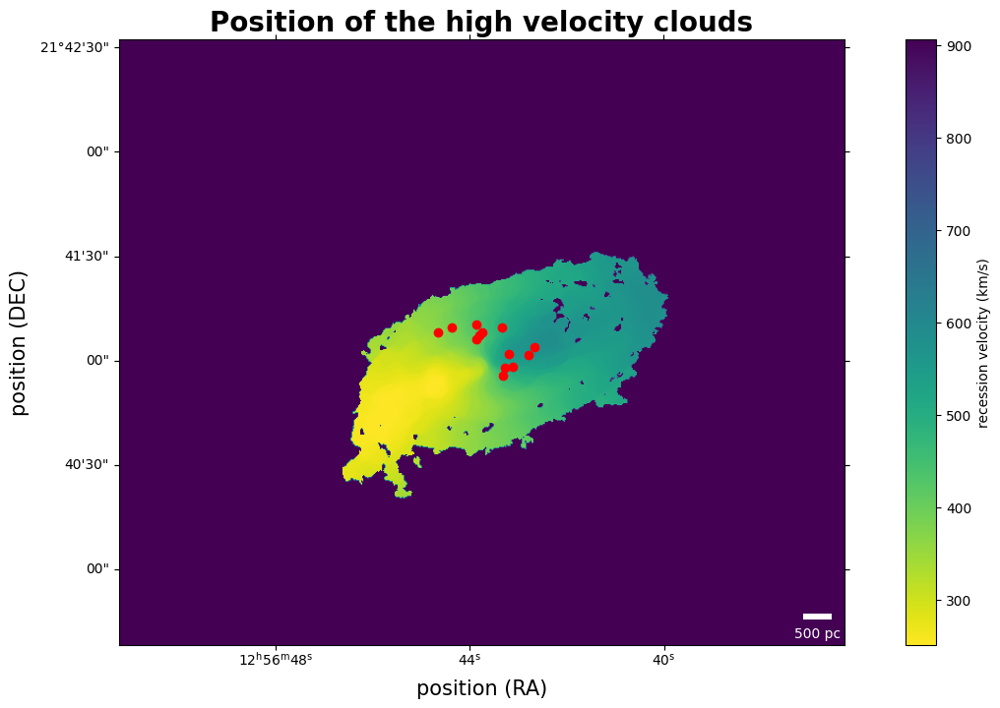 Position of the high velocity clouds
21°42'30"
00"
41'30"
00"
40'30"
00"
position (DEC)
12ʰ56ᵐ48ˢ
44ˢ
40ˢ
position (RA)
500 pc
900
800
700
600
500
400
300
recession velocity (km/s)